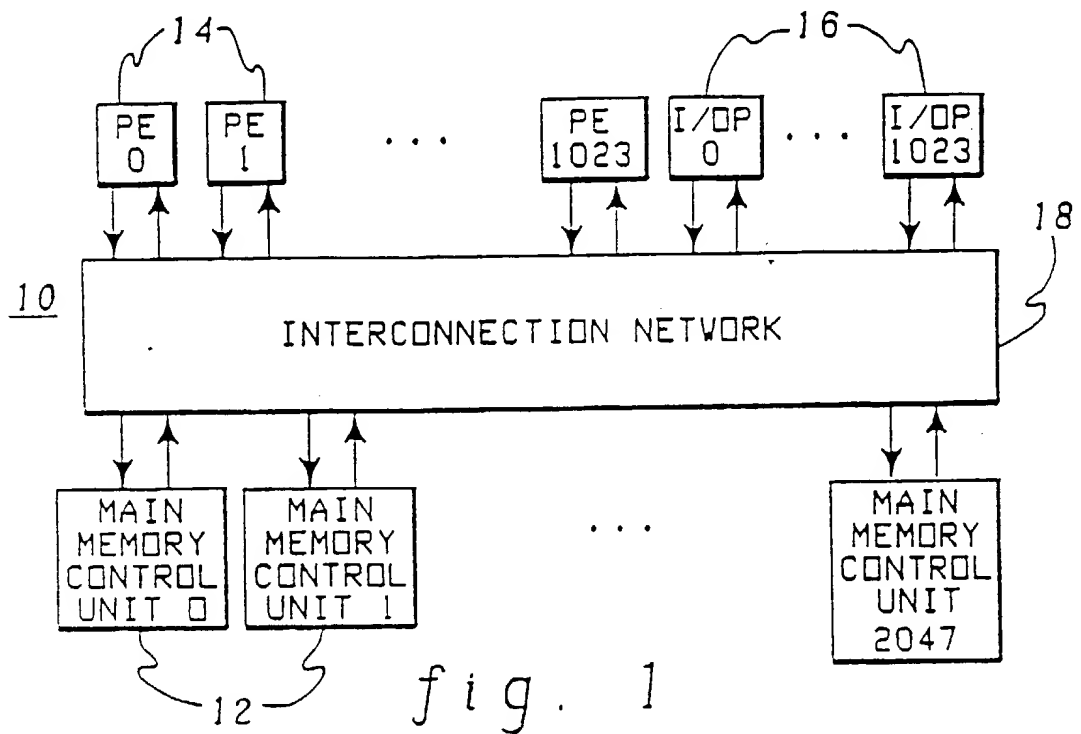 14
16
PE
0
PE
1
. . .
PE
1023
I/OP
0
. . .
I/OP
1023
18
10
INTERCONNECTION NETWORK
MAIN
MEMORY
CONTROL
UNIT 0
MAIN
MEMORY
CONTROL
UNIT 1
. . .
MAIN
MEMORY
CONTROL
UNIT
2047
12
fig. 1